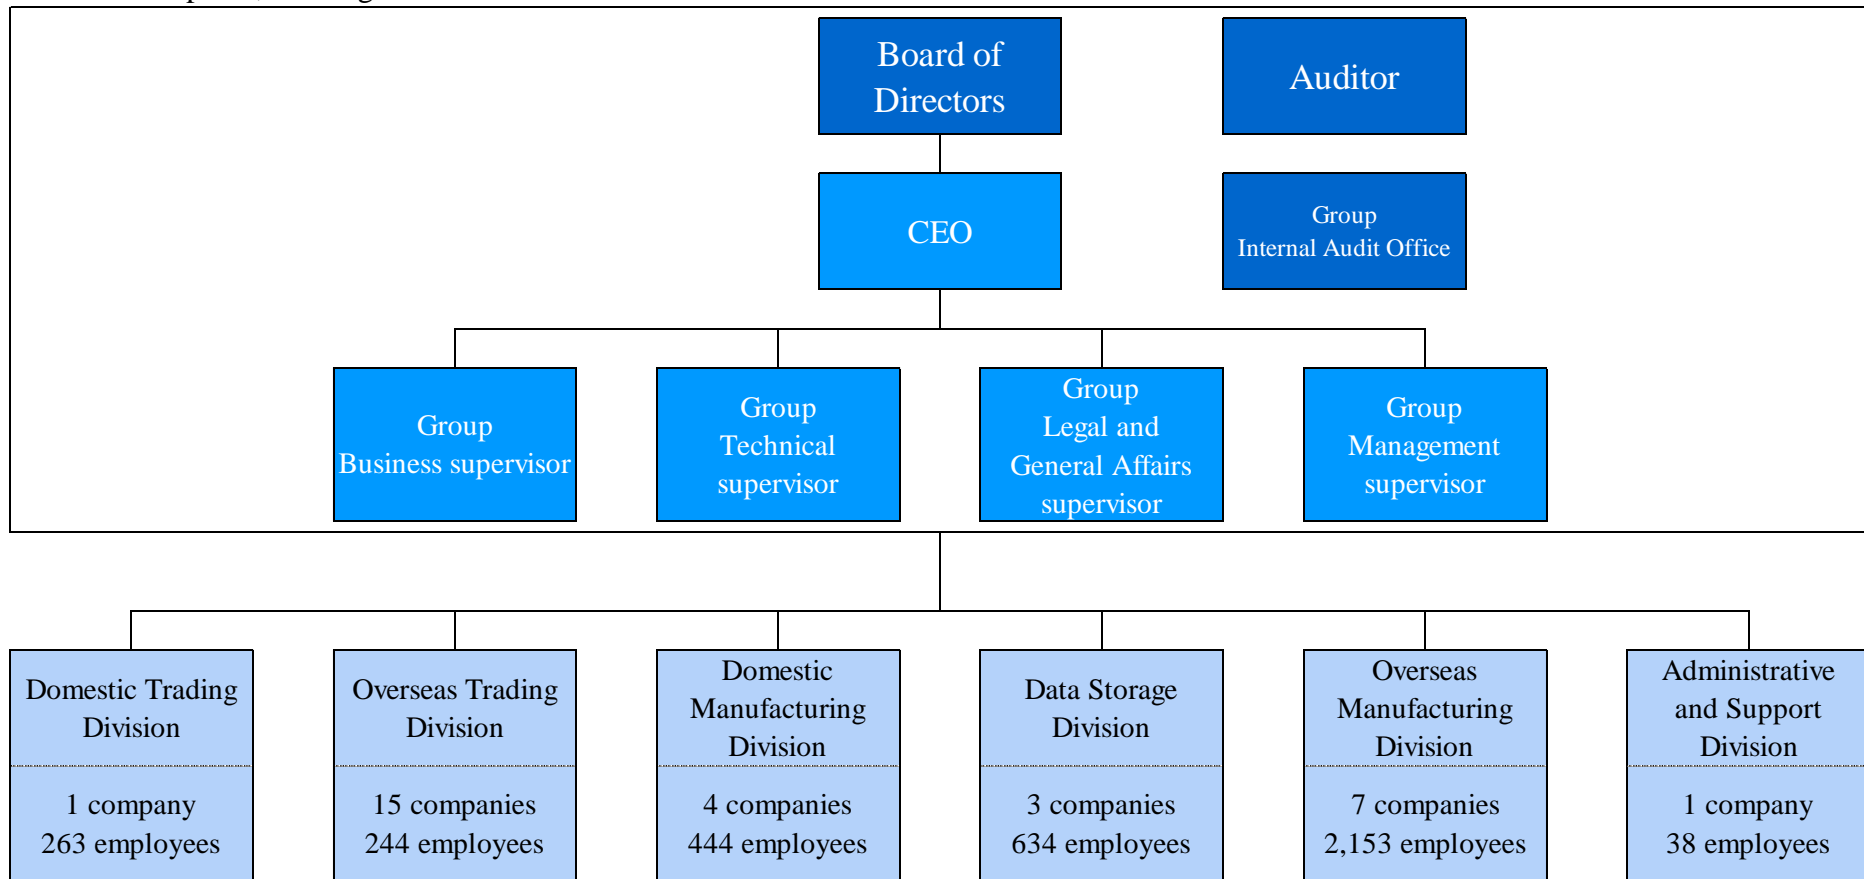 Board of
Directors
Auditor
CEO
Group
Internal Audit Office
Group
Business supervisor
Group
Technical
supervisor
Group
Legal and
General Affairs
supervisor
Group
Management
supervisor
Domestic Trading
Division
1 company
263 employees
Overseas Trading
Division
15 companies
244 employees
Domestic
Manufacturing
Division
4 companies
444 employees
Data Storage
Division
3 companies
634 employees
Overseas
Manufacturing
Division
7 companies
2,153 employees
Administrative
and Support
Division
1 company
38 employees